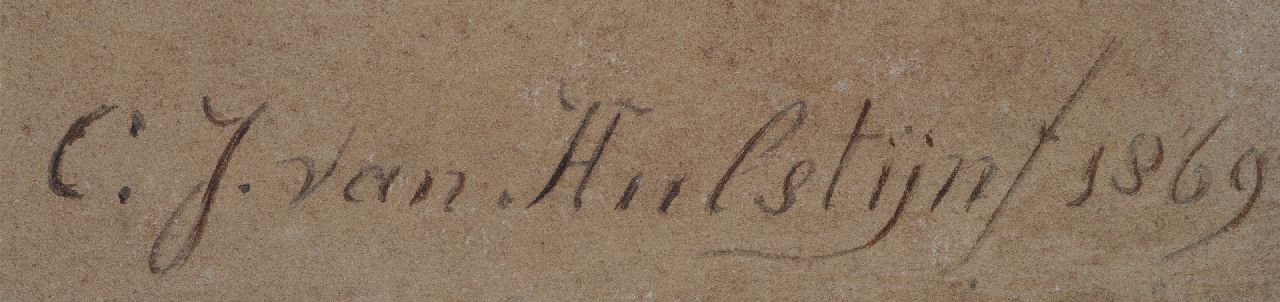 C. J. van Hulstijn f 1869